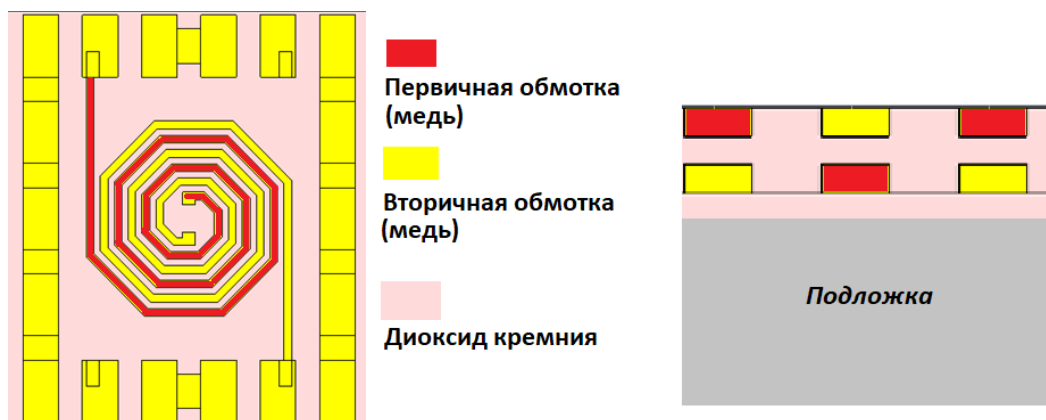 Первичная обмотка
(медь)
Вторичная обмотка
(медь)
Диоксид кремния
Подложка